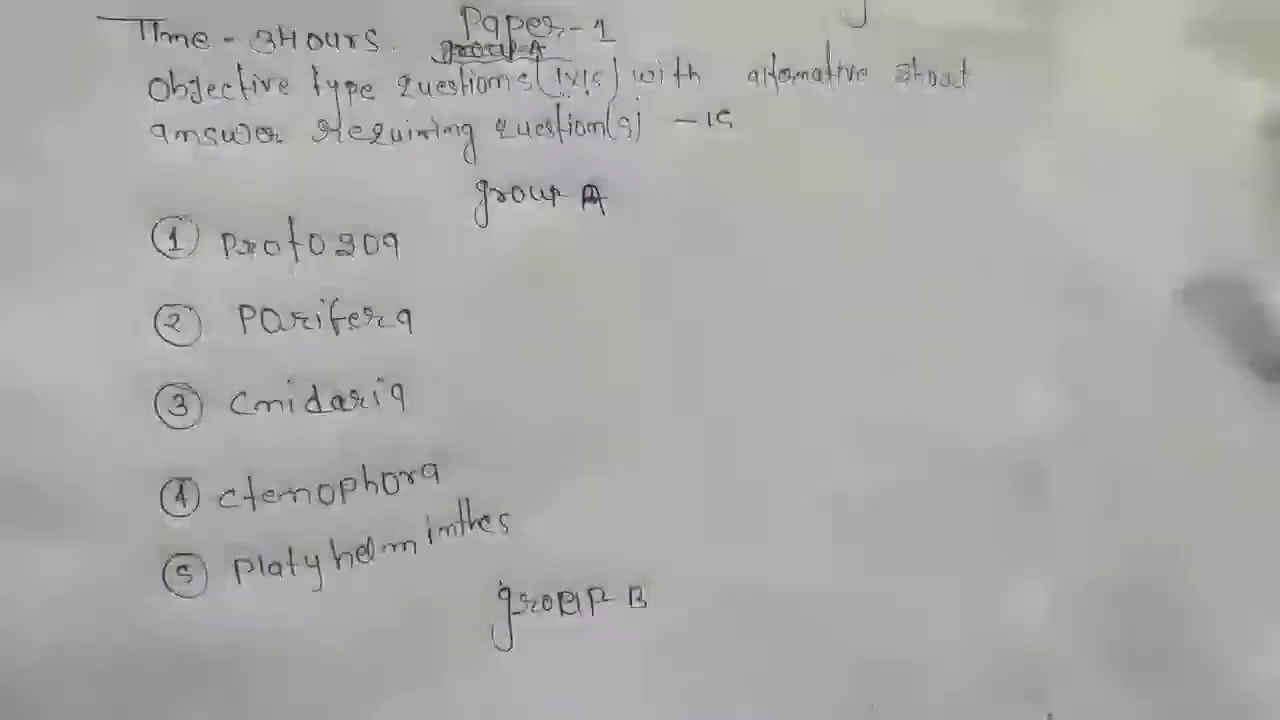 Time - 3Hours. Paper - 1
group-A
Objective type questions (1x15) with alternative short
answer requiring question(s) - 15
group A
1 Protozoa
2 Porifera
3 Cnidaria
4 ctenophora
5 Platyhelminthes
group B